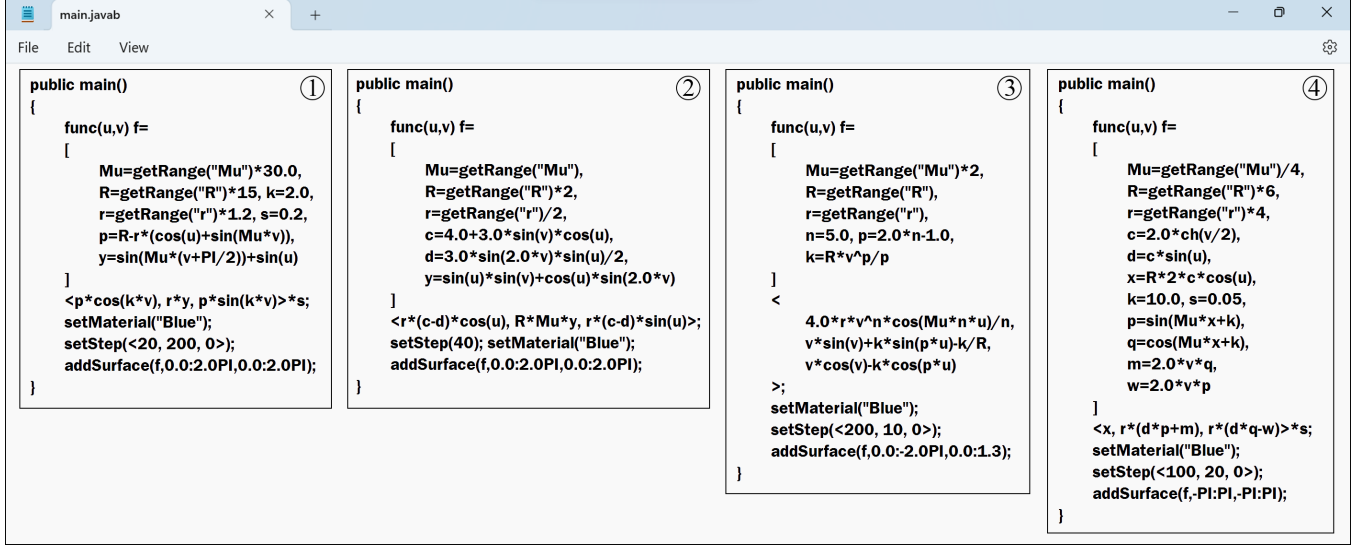 main.javab
File Edit View
①
public main()
{
func(u,v) f=
[
Mu=getRange("Mu")*30.0,
R=getRange("R")*15, k=2.0,
r=getRange("r")*1.2, s=0.2,
p=R-r*(cos(u)+sin(Mu*v)),
y=sin(Mu*(v+PI/2))+sin(u)
]
<p*cos(k*v), r*y, p*sin(k*v)>*s;
setMaterial("Blue");
setStep(<20, 200, 0>);
addSurface(f,0.0:2.0PI,0.0:2.0PI);
}
②
public main()
{
func(u,v) f=
[
Mu=getRange("Mu"),
R=getRange("R")*2,
r=getRange("r")/2,
c=4.0+3.0*sin(v)*cos(u),
d=3.0*sin(2.0*v)*sin(u)/2,
y=sin(u)*sin(v)+cos(u)*sin(2.0*v)
]
<r*(c-d)*cos(u), R*Mu*y, r*(c-d)*sin(u)>;
setStep(40); setMaterial("Blue");
addSurface(f,0.0:2.0PI,0.0:2.0PI);
}
③
public main()
{
func(u,v) f=
[
Mu=getRange("Mu")*2,
R=getRange("R"),
r=getRange("r"),
n=5.0, p=2.0*n-1.0,
k=R*v^p/p
]
<
4.0*r*v^n*cos(Mu*n*u)/n,
v*sin(v)+k*sin(p*u)-k/R,
v*cos(v)-k*cos(p*u)
>;
setMaterial("Blue");
setStep(<200, 10, 0>);
addSurface(f,0.0:-2.0PI,0.0:1.3);
}
④
public main()
{
func(u,v) f=
[
Mu=getRange("Mu")/4,
R=getRange("R")*6,
r=getRange("r")*4,
c=2.0*ch(v/2),
d=c*sin(u),
x=R*2*c*cos(u),
k=10.0, s=0.05,
p=sin(Mu*x+k),
q=cos(Mu*x+k),
m=2.0*v*q,
w=2.0*v*p
]
<x, r*(d*p+m), r*(d*q-w)>*s;
setMaterial("Blue");
setStep(<100, 20, 0>);
addSurface(f,-PI:PI,-PI:PI);
}